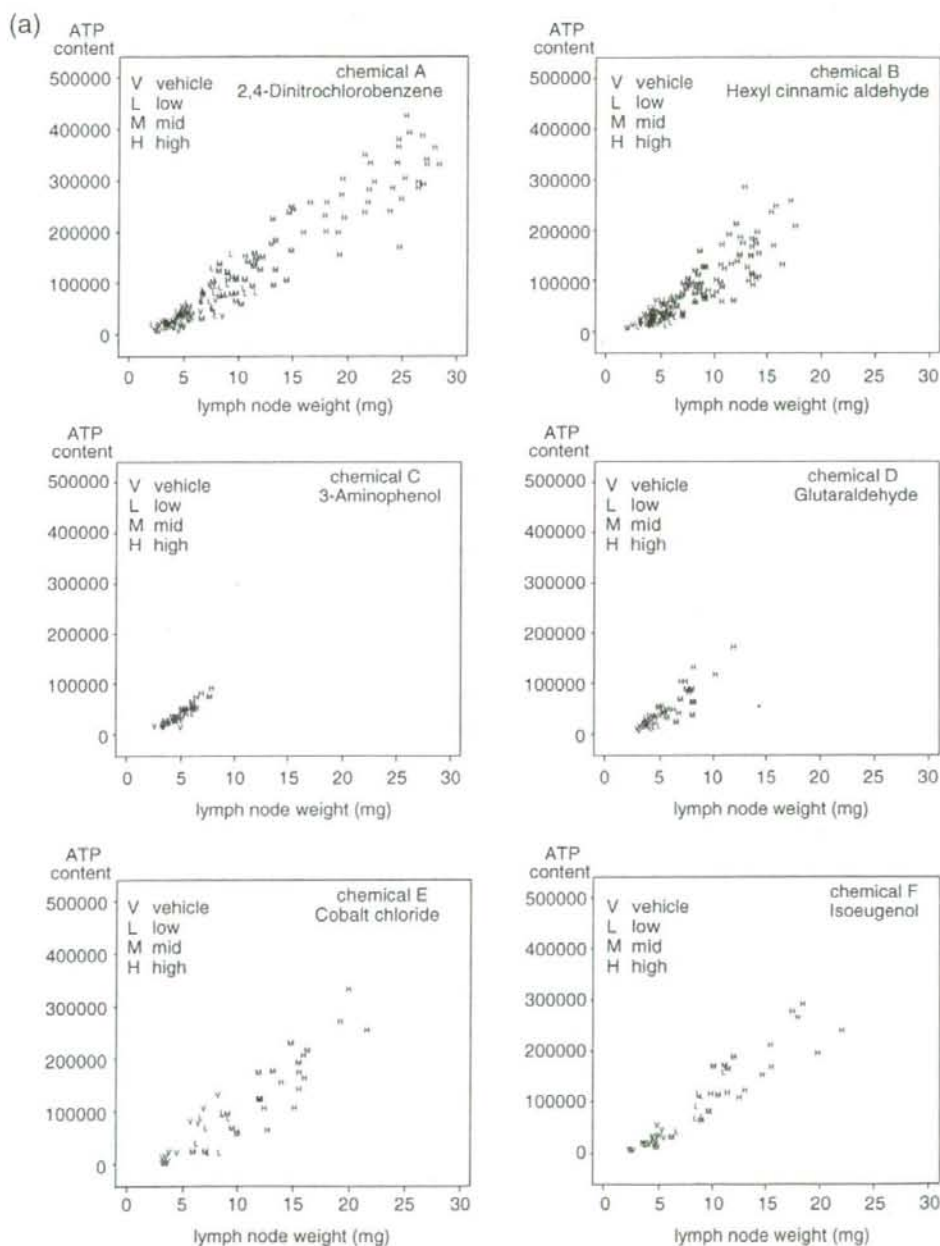 (a)
ATP
content
500000
400000
300000
200000
100000
0
V vehicle
L low
M mid
H high
chemical A
2,4-Dinitrochlorobenzene
0 5 10 15 20 25 30
lymph node weight (mg)
ATP
content
500000
400000
300000
200000
100000
0
V vehicle
L low
M mid
H high
chemical B
Hexyl cinnamic aldehyde
0 5 10 15 20 25 30
lymph node weight (mg)
ATP
content
500000
400000
300000
200000
100000
0
V vehicle
L low
M mid
H high
chemical C
3-Aminophenol
0 5 10 15 20 25 30
lymph node weight (mg)
ATP
content
500000
400000
300000
200000
100000
0
V vehicle
L low
M mid
H high
chemical D
Glutaraldehyde
0 5 10 15 20 25 30
lymph node weight (mg)
ATP
content
500000
400000
300000
200000
100000
0
V vehicle
L low
M mid
H high
chemical E
Cobalt chloride
0 5 10 15 20 25 30
lymph node weight (mg)
ATP
content
500000
400000
300000
200000
100000
0
V vehicle
L low
M mid
H high
chemical F
Isoeugenol
0 5 10 15 20 25 30
lymph node weight (mg)